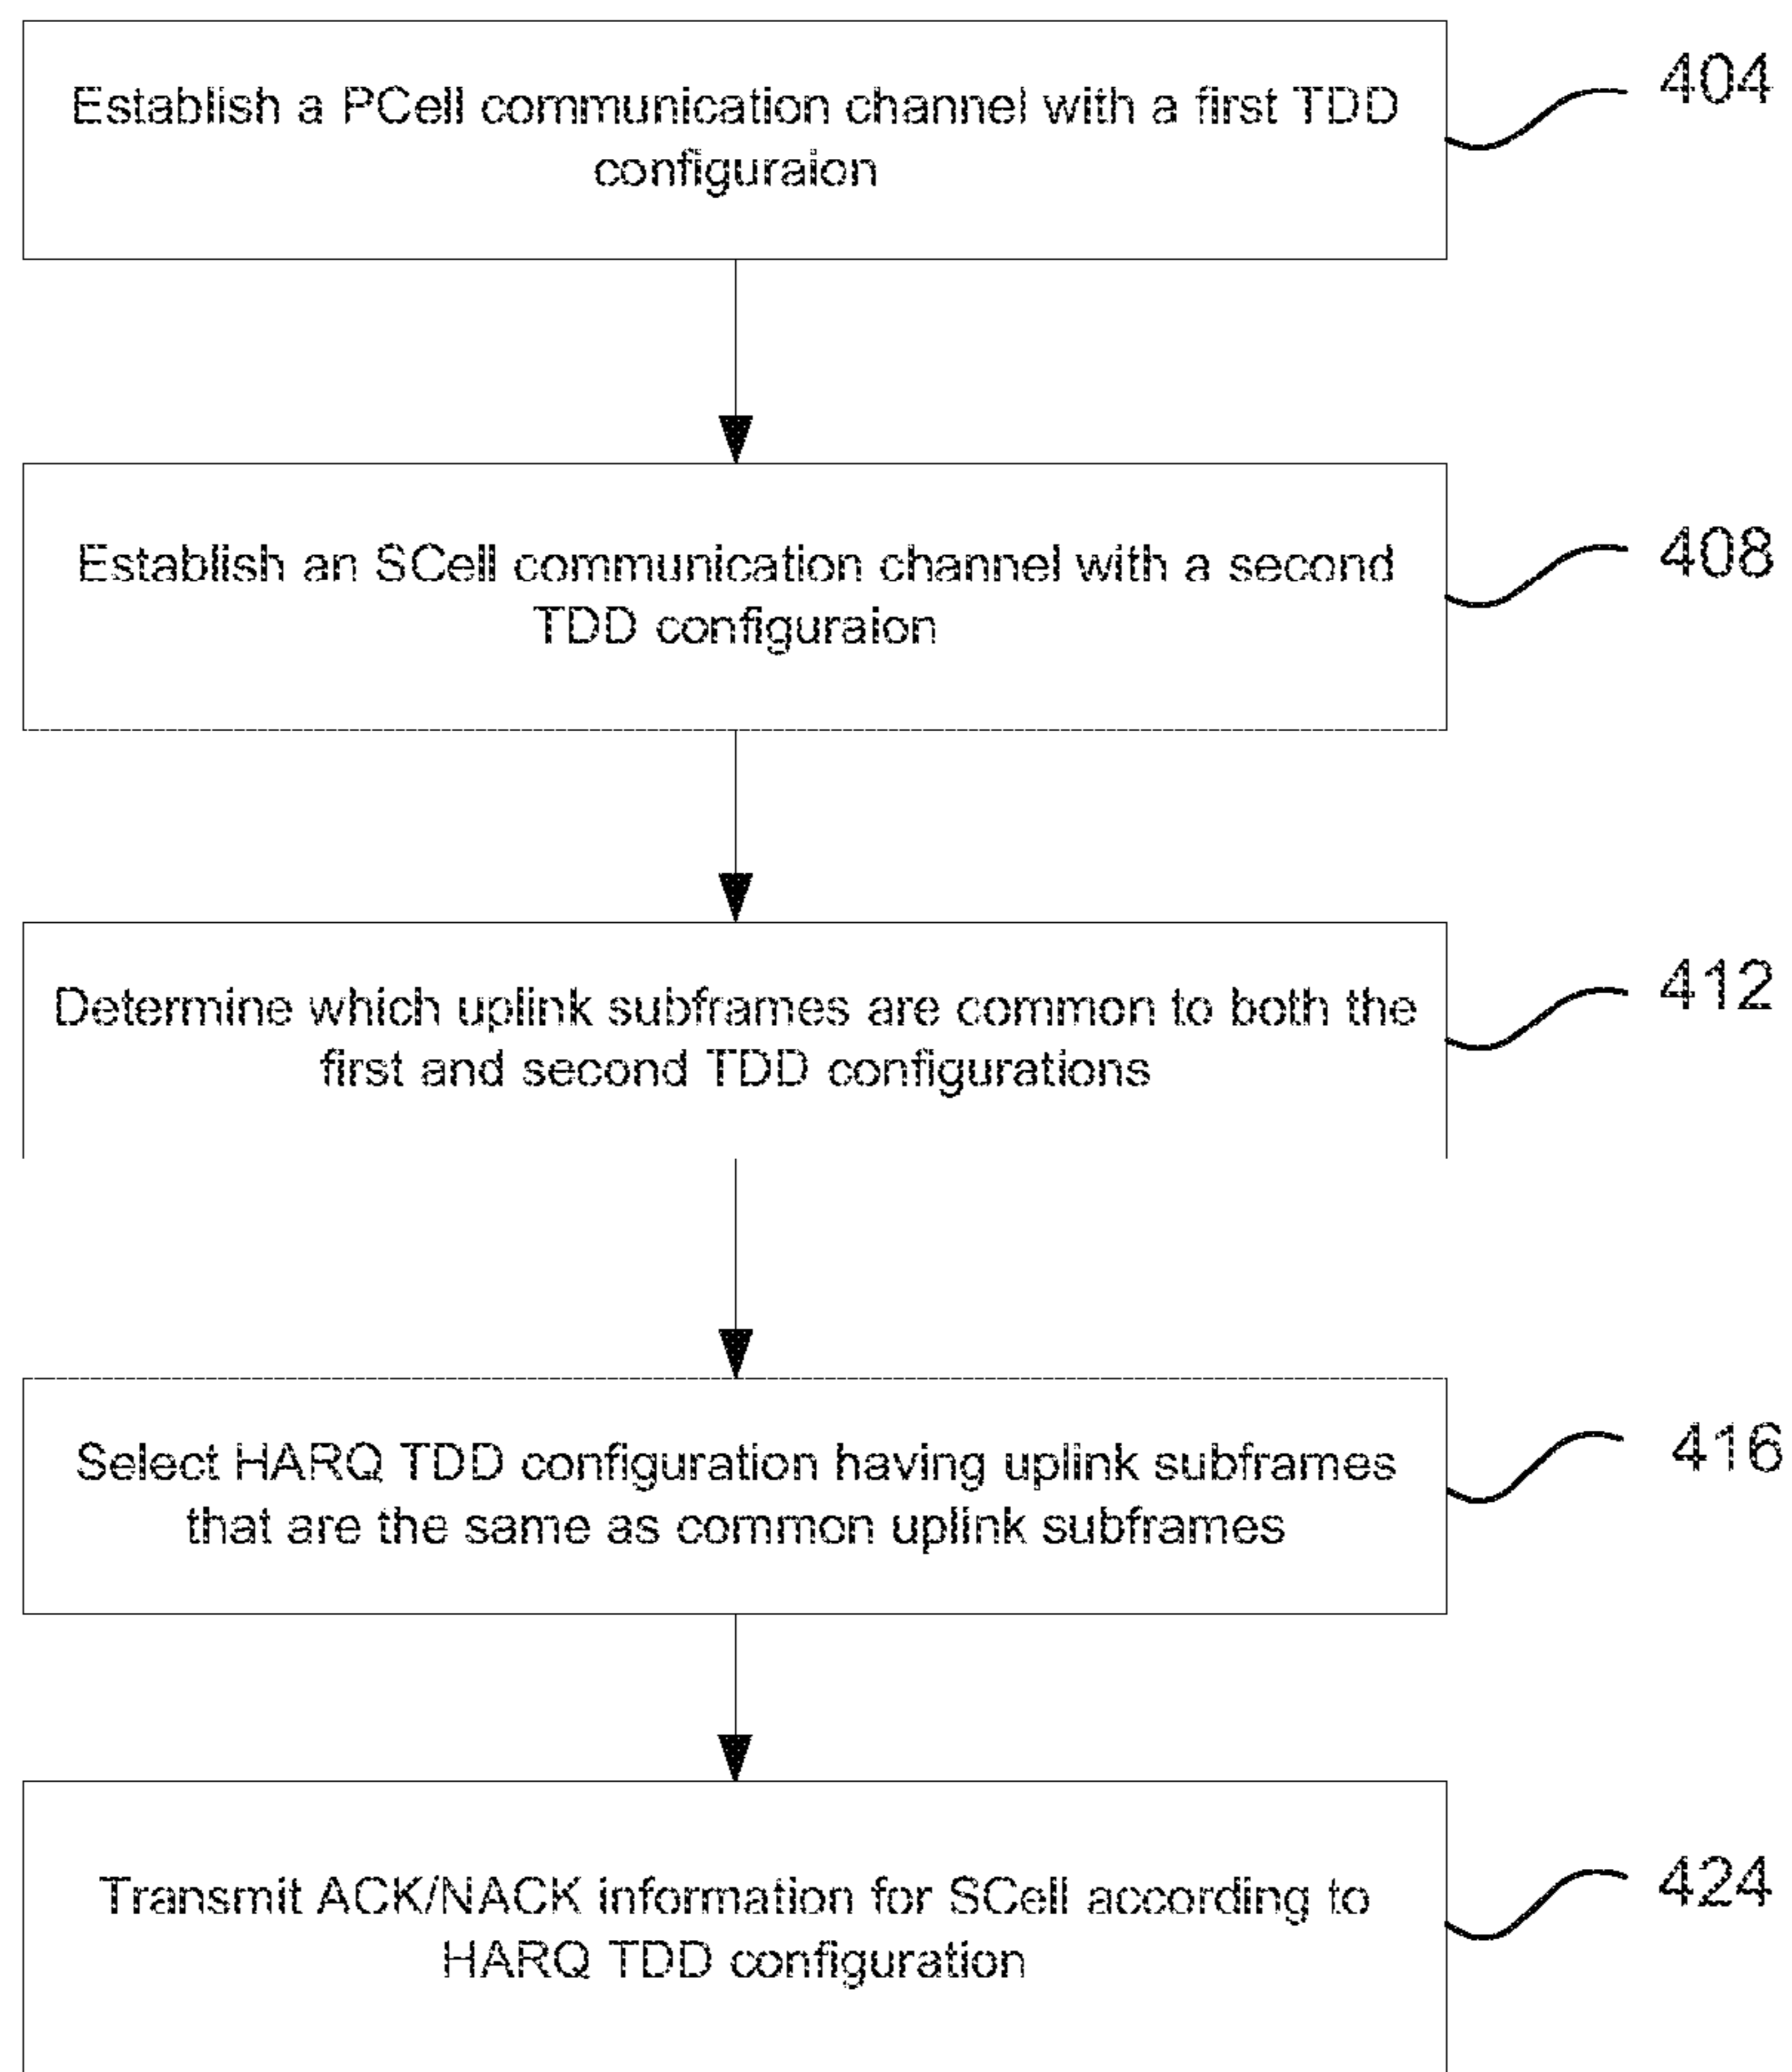 Establish a PCell communication channel with a first TDD
configuraion
404
Establish an SCell communication channel with a second
TDD configuraion
408
Determine which uplink subframes are common to both the
first and second TDD configurations
412
Select HARQ TDD configuration having uplink subframes
that are the same as common uplink subframes
416
Transmit ACK/NACK information for SCell according to
HARQ TDD configuration
424